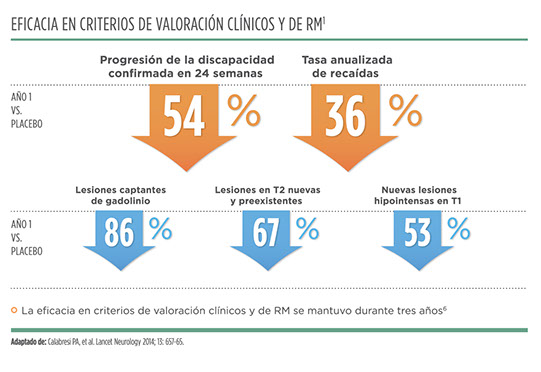 EFICACIA EN CRITERIOS DE VALORACIÓN CLÍNICOS Y DE RM1
Progresión de la discapacidad
confirmada en 24 semanas
Tasa anualizada
de recaídas
AÑO 1
VS.
PLACEBO
54 %
36 %
Lesiones captantes
de gadolinio
Lesiones en T2 nuevas
y preexistentes
Nuevas lesiones
hipointensas en T1
AÑO 1
VS.
PLACEBO
86 %
67 %
53 %
La eficacia en criterios de valoración clínicos y de RM se mantuvo durante tres años6
Adaptado de: Calabresi PA, et al. Lancet Neurology 2014; 13: 657-65.